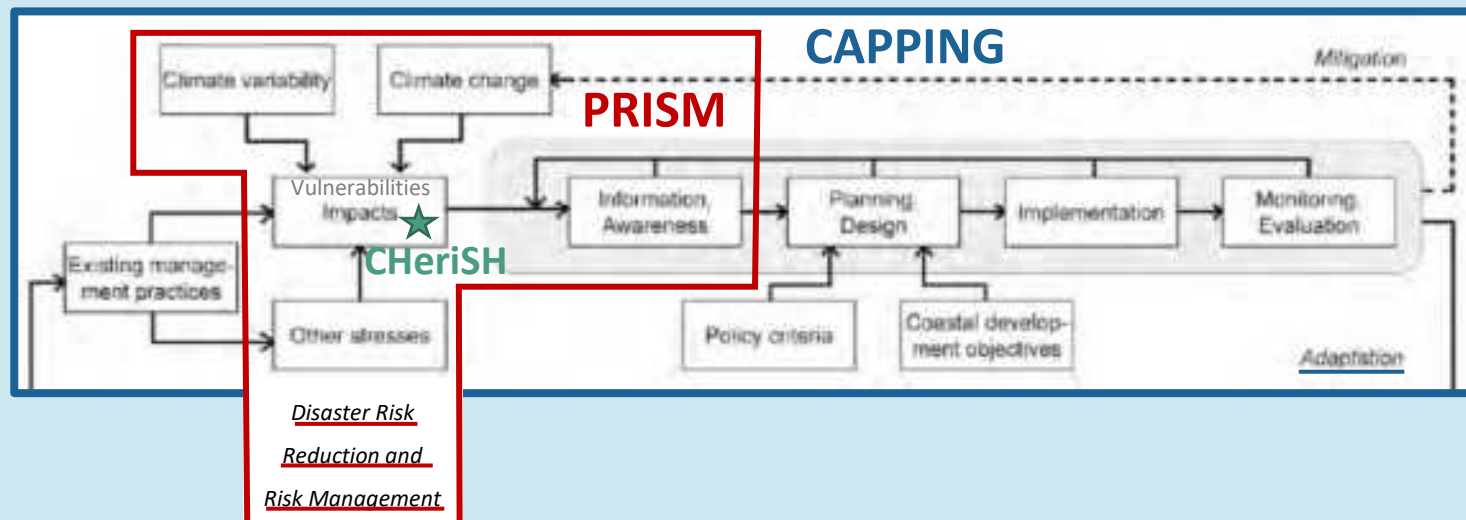 CAPPING
Mitigation
Climate variability
Climate change
PRISM
Vulnerabilities
Impacts
CHeriSH
Information,
Awareness
Planning,
Design
Implementation
Monitoring,
Evaluation
Existing manage-
ment practices
Other stresses
Policy criteria
Coastal develop-
ment objectives
Adaptation
Disaster Risk
Reduction and
Risk Management